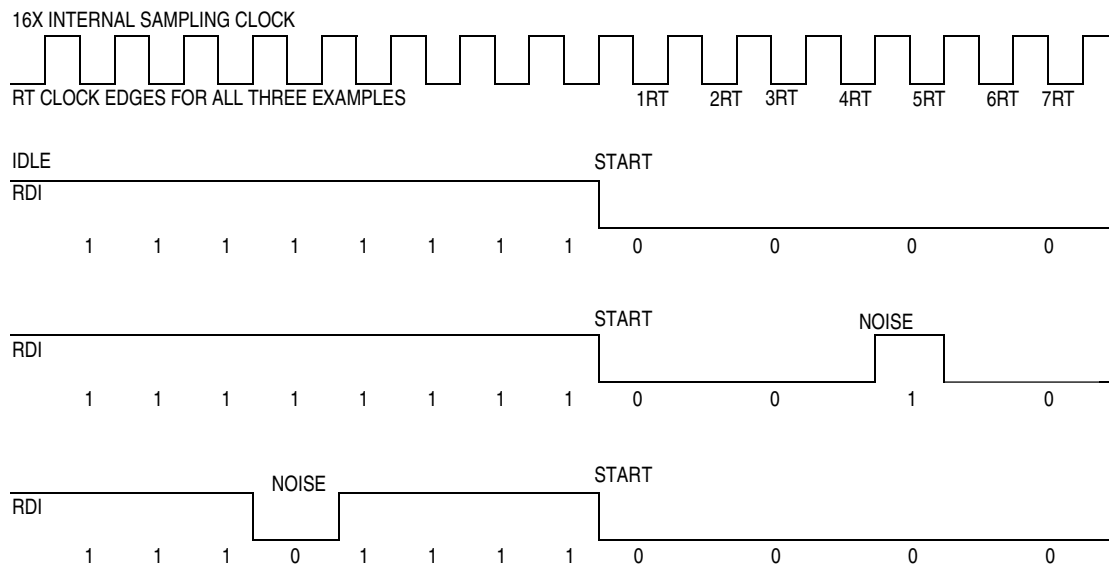 16X INTERNAL SAMPLING CLOCK
RT CLOCK EDGES FOR ALL THREE EXAMPLES 1RT 2RT 3RT 4RT 5RT 6RT 7RT
IDLE START
RDI
1 1 1 1 1 1 1 1 0 0 0 0
START NOISE
RDI
1 1 1 1 1 1 1 1 0 0 1 0
NOISE START
RDI
1 1 1 0 1 1 1 1 0 0 0 0